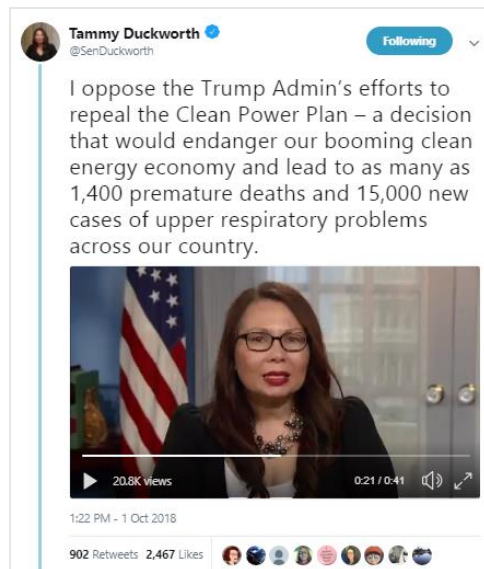 Tammy Duckworth
@SenDuckworth
Following
I oppose the Trump Admin's efforts to
repeal the Clean Power Plan – a decision
that would endanger our booming clean
energy economy and lead to as many as
1,400 premature deaths and 15,000 new
cases of upper respiratory problems
across our country.
20.8K views
0:21 / 0:41
1:22 PM - 1 Oct 2018
902 Retweets 2,467 Likes